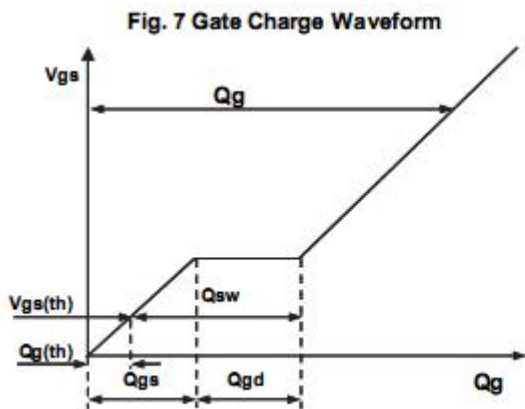 Fig. 7 Gate Charge Waveform
Vgs
Qg
Vgs(th)
Qsw
Qg(th)
Qgs
Qgd
Qg